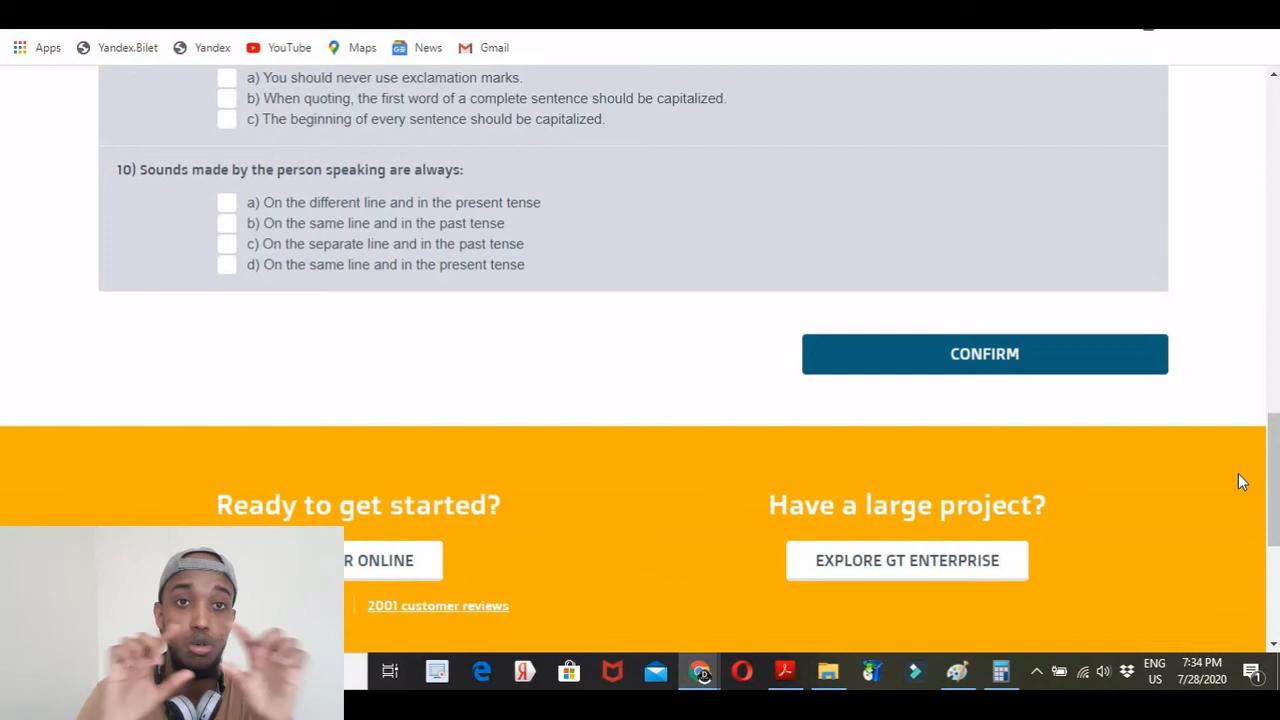 Apps Yandex.Bilet Yandex YouTube Maps News Gmail
a) You should never use exclamation marks.
b) When quoting, the first word of a complete sentence should be capitalized.
c) The beginning of every sentence should be capitalized.
10) Sounds made by the person speaking are always:
a) On the different line and in the present tense
b) On the same line and in the past tense
c) On the separate line and in the past tense
d) On the same line and in the present tense
CONFIRM
Ready to get started?
Have a large project?
R ONLINE
EXPLORE GT ENTERPRISE
2001 customer reviews
ENG 7:34 PM
US 7/28/2020
1